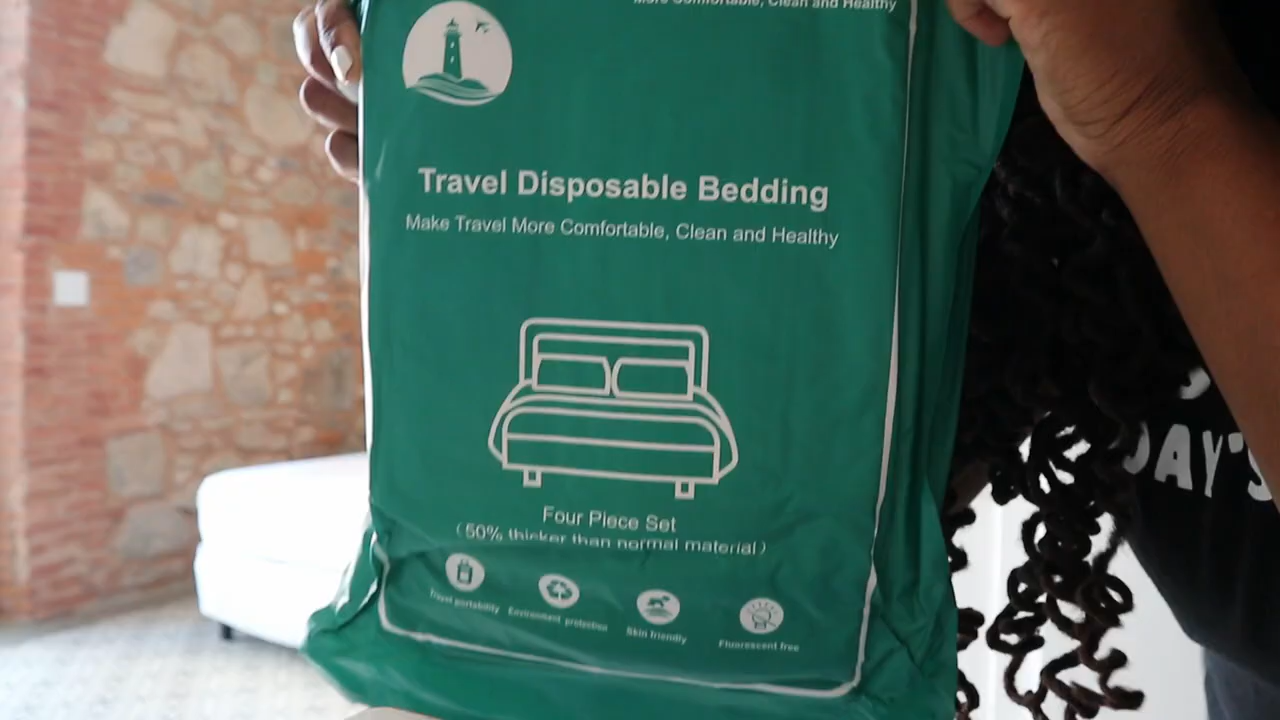 More Comfortable, Clean and Healthy
Travel Disposable Bedding
Make Travel More Comfortable, Clean and Healthy
Four Piece Set
(50% thicker than normal material)
Travel portability
Environment protection
Skin friendly
Fluorescent free
DAY'S